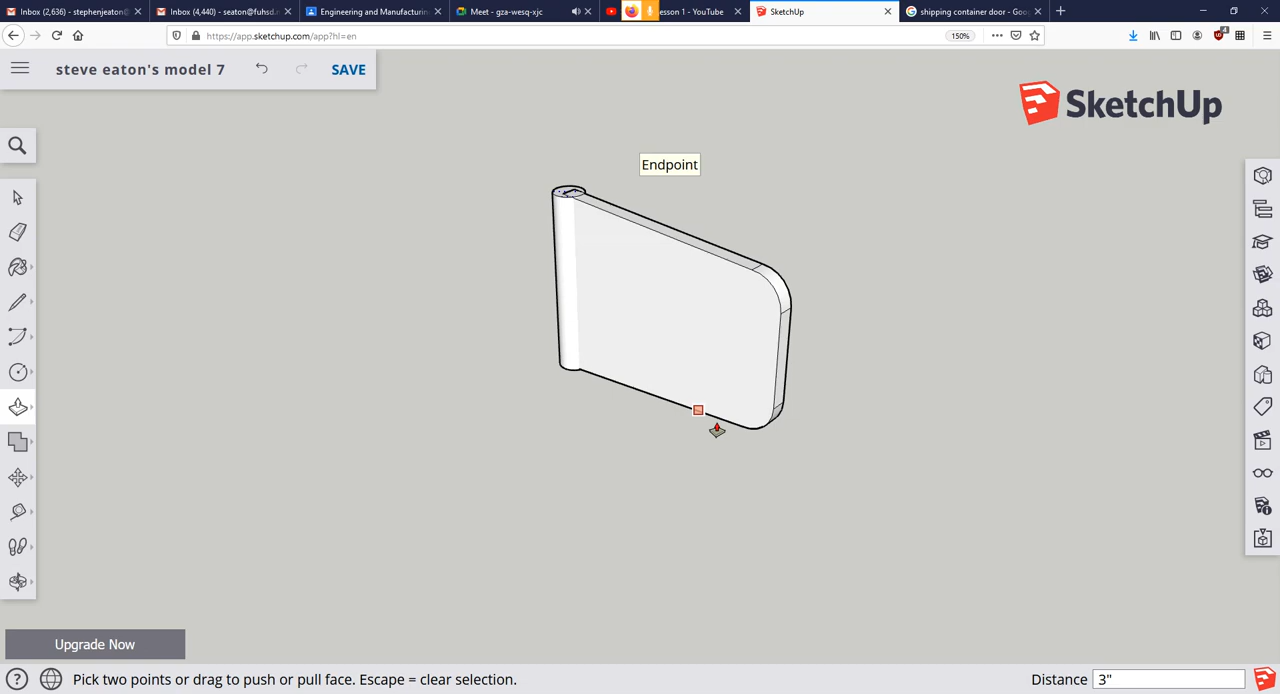 Inbox (2,636) - stephenjeaton@
Inbox (4,440) - seaton@fuhsd.n
Engineering and Manufacturing
Meet - gza-wesq-xjc
esson 1 - YouTube
SketchUp
shipping container door - Goo
https://app.sketchup.com/app?hl=en
150%
4
steve eaton's model 7
SAVE
SketchUp
Endpoint
Upgrade Now
Pick two points or drag to push or pull face. Escape = clear selection.
Distance
3"